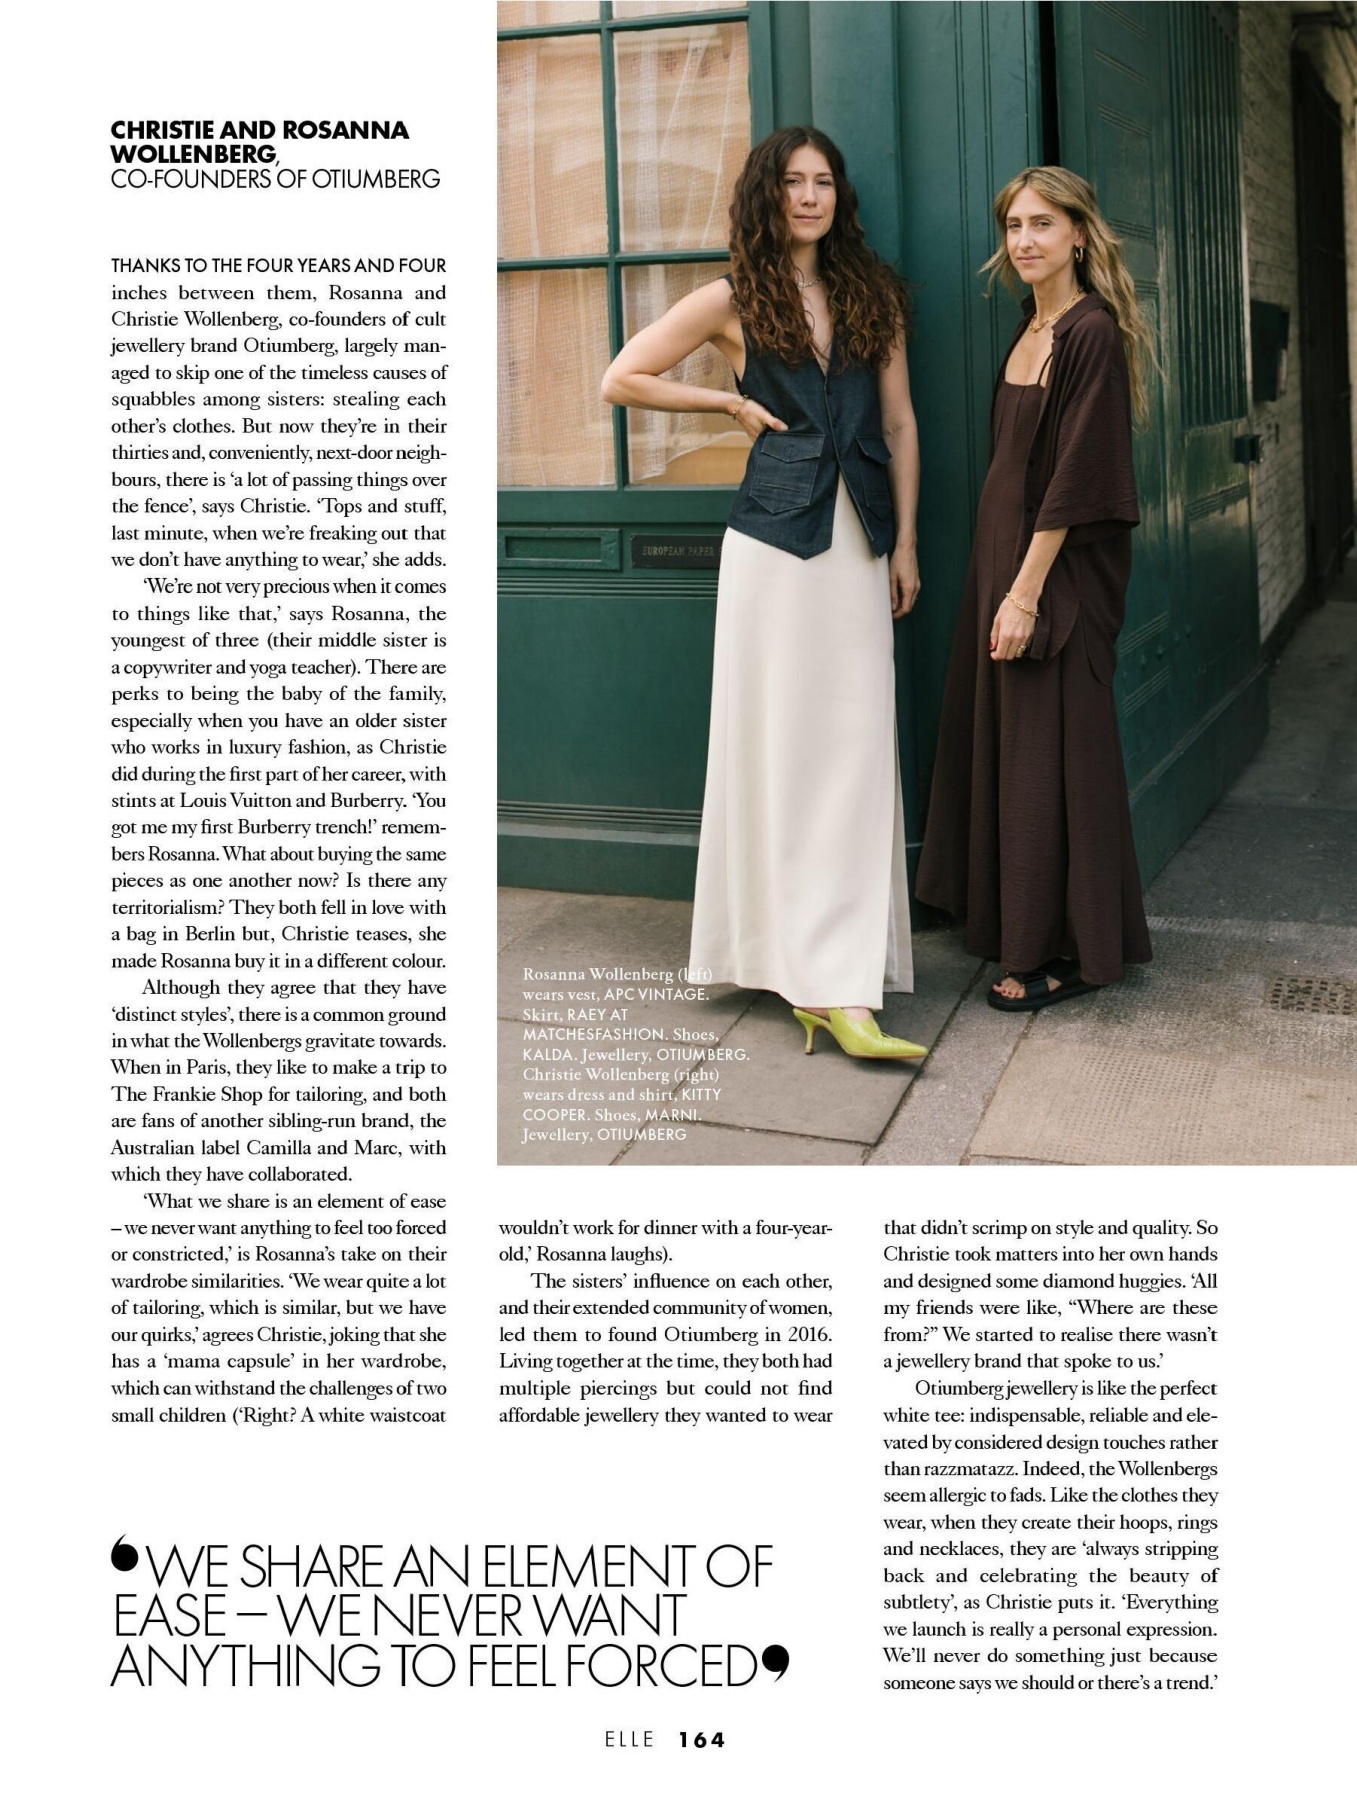 CHRISTIE AND ROSANNA
WOLLENBERG,
CO-FOUNDERS OF OTIUMBERG
THANKS TO THE FOUR YEARS AND FOUR
inches between them, Rosanna and
Christie Wollenberg, co-founders of cult
jewellery brand Otiumberg, largely man-
aged to skip one of the timeless causes of
squabbles among sisters: stealing each
other’s clothes. But now they’re in their
thirties and, conveniently, next-door neigh-
bours, there is ‘a lot of passing things over
the fence’, says Christie. ‘Tops and stuff,
last minute, when we’re freaking out that
we don’t have anything to wear,’ she adds.
‘We’re not very precious when it comes
to things like that,’ says Rosanna, the
youngest of three (their middle sister is
a copywriter and yoga teacher). There are
perks to being the baby of the family,
especially when you have an older sister
who works in luxury fashion, as Christie
did during the first part of her career, with
stints at Louis Vuitton and Burberry. ‘You
got me my first Burberry trench!’ remem-
bers Rosanna. What about buying the same
pieces as one another now? Is there any
territorialism? They both fell in love with
a bag in Berlin but, Christie teases, she
made Rosanna buy it in a different colour.
Although they agree that they have
‘distinct styles’, there is a common ground
in what the Wollenbergs gravitate towards.
When in Paris, they like to make a trip to
The Frankie Shop for tailoring, and both
are fans of another sibling-run brand, the
Australian label Camilla and Marc, with
which they have collaborated.
‘What we share is an element of ease
– we never want anything to feel too forced
or constricted,’ is Rosanna’s take on their
wardrobe similarities. ‘We wear quite a lot
of tailoring, which is similar, but we have
our quirks,’ agrees Christie, joking that she
has a ‘mama capsule’ in her wardrobe,
which can withstand the challenges of two
small children (‘Right? A white waistcoat
EUROPEAN PAPER
Rosanna Wollenberg (left)
wears vest, APC VINTAGE.
Skirt, RAEY AT
MATCHESFASHION. Shoes,
KALDA. Jewellery, OTIUMBERG.
Christie Wollenberg (right)
wears dress and shirt, KITTY
COOPER. Shoes, MARNI.
Jewellery, OTIUMBERG
wouldn’t work for dinner with a four-year-
old,’ Rosanna laughs).
The sisters’ influence on each other,
and their extended community of women,
led them to found Otiumberg in 2016.
Living together at the time, they both had
multiple piercings but could not find
affordable jewellery they wanted to wear
that didn’t scrimp on style and quality. So
Christie took matters into her own hands
and designed some diamond huggies. ‘All
my friends were like, “Where are these
from?” We started to realise there wasn’t
a jewellery brand that spoke to us.’
Otiumberg jewellery is like the perfect
white tee: indispensable, reliable and ele-
vated by considered design touches rather
than razzmatazz. Indeed, the Wollenbergs
seem allergic to fads. Like the clothes they
wear, when they create their hoops, rings
and necklaces, they are ‘always stripping
back and celebrating the beauty of
subtlety’, as Christie puts it. ‘Everything
we launch is really a personal expression.
We’ll never do something just because
someone says we should or there’s a trend.’
‘WE SHARE AN ELEMENT OF
EASE – WE NEVER WANT
ANYTHING TO FEEL FORCED’
ELLE 164